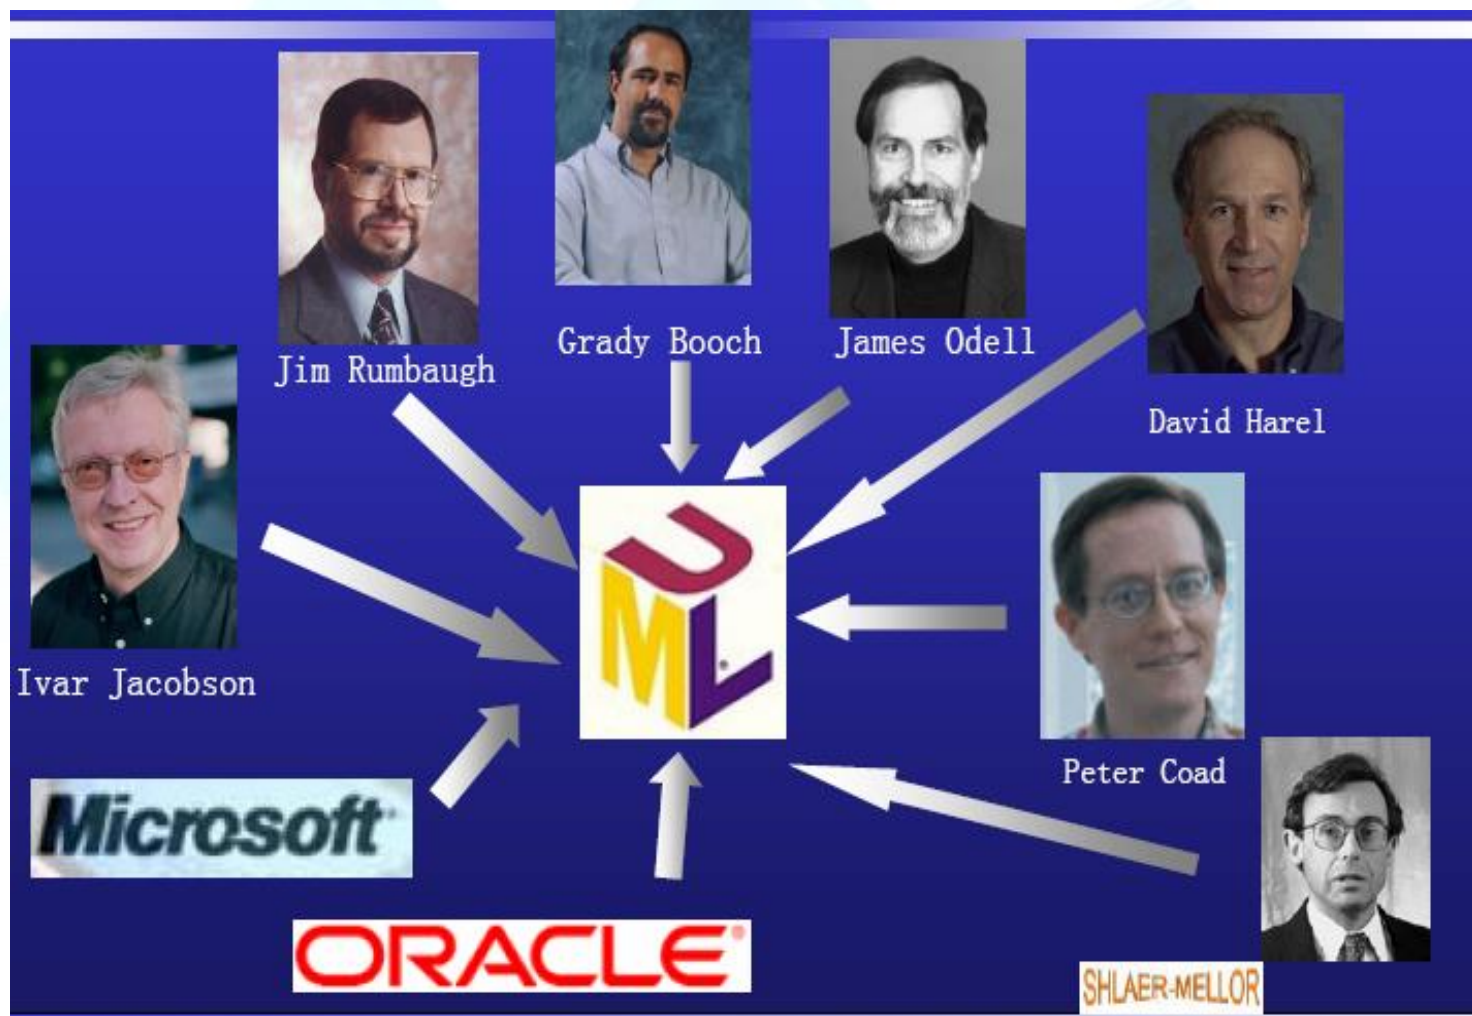 Grady Booch
James Odell
Jim Rumbaugh
David Harel
UML
Ivar Jacobson
Peter Coad
Microsoft
ORACLE®
SHLAER-MELLOR